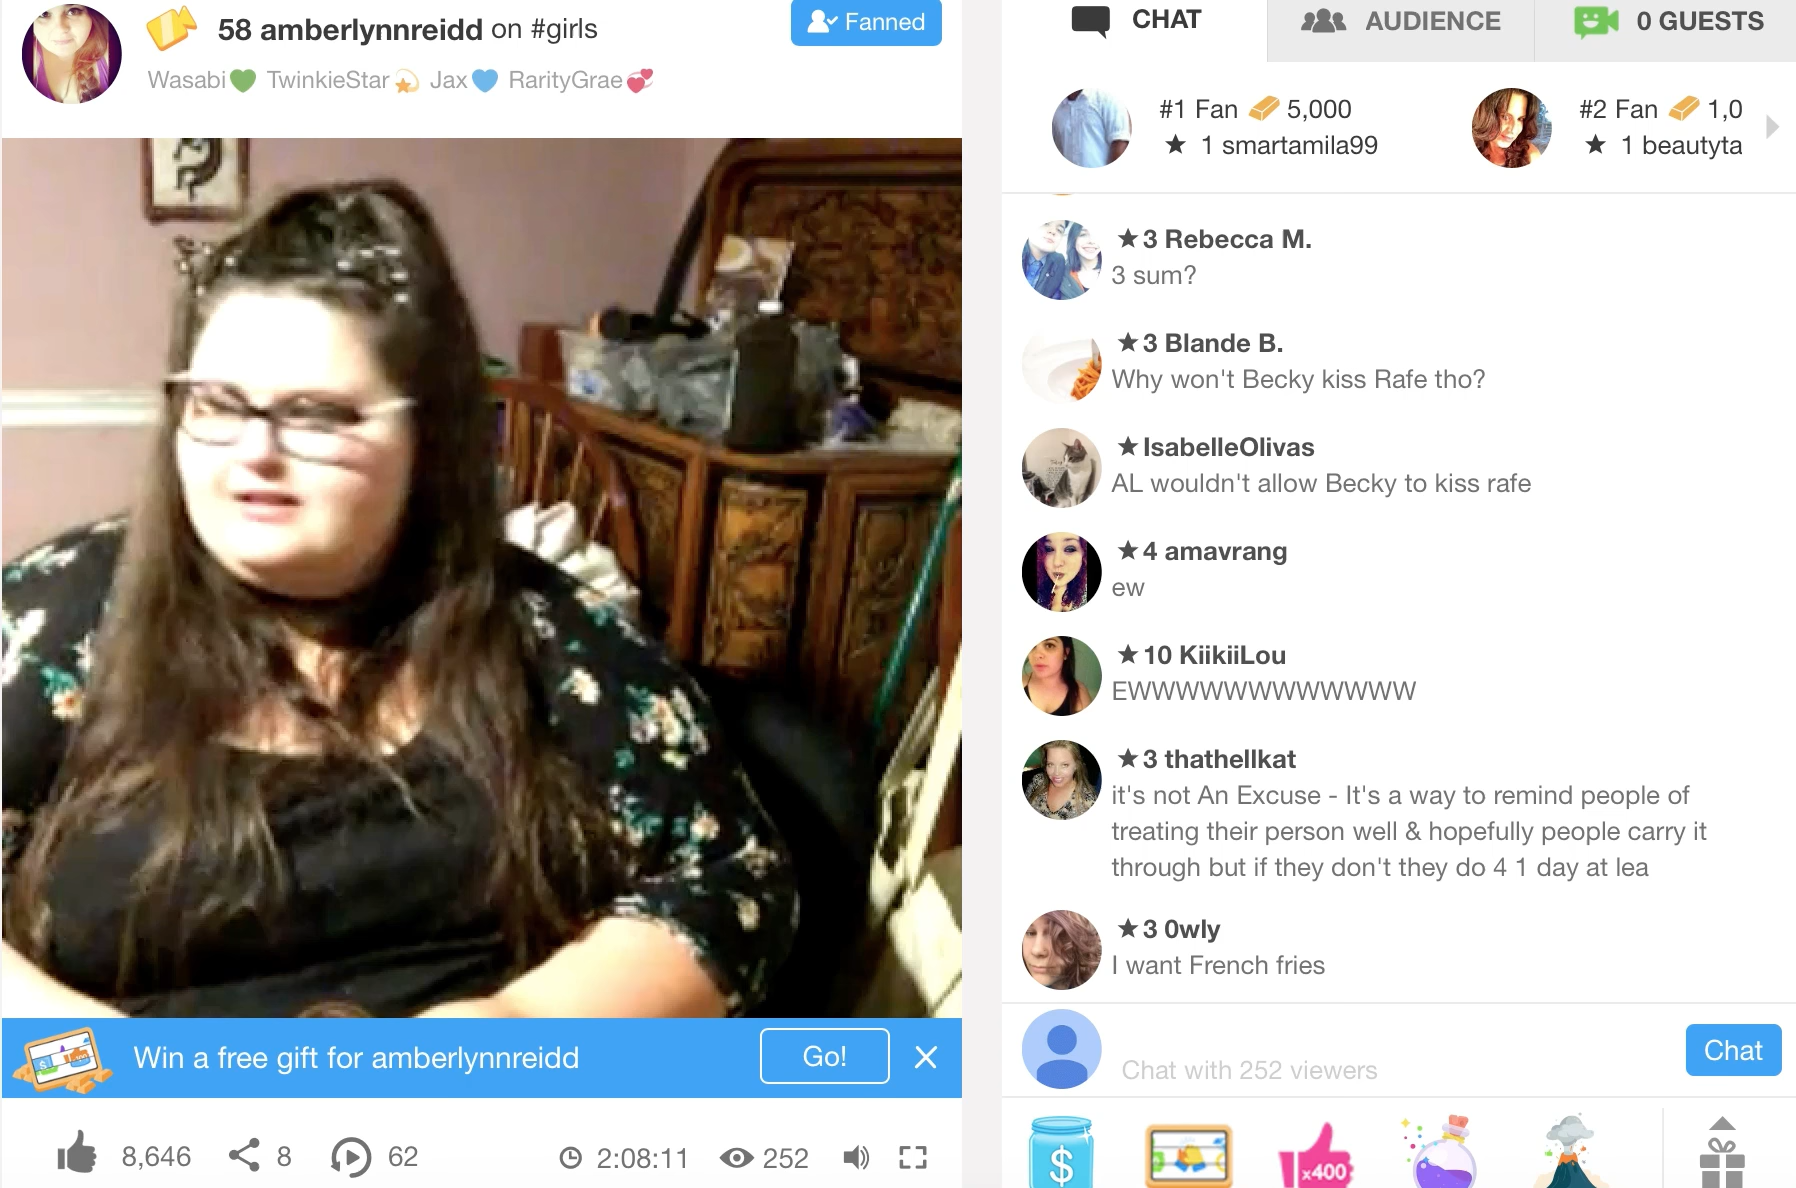 58 amberlynnreidd on #girls
Fanned
Wasabi💚 TwinkieStar💫 Jax💙 RarityGrae💞
Win a free gift for amberlynnreidd
Go!
8,646
8
62
2:08:11
252
CHAT
AUDIENCE
0 GUESTS
#1 Fan 5,000
★ 1 smartamila99
#2 Fan 1,0
★ 1 beautyta
★3 Rebecca M.
3 sum?
★3 Blande B.
Why won't Becky kiss Rafe tho?
★IsabelleOlivas
AL wouldn't allow Becky to kiss rafe
★4 amavrang
ew
★10 KiikiiLou
EWWWWWWWWWWWW
★3 thathellkat
it's not An Excuse - It's a way to remind people of
treating their person well & hopefully people carry it
through but if they don't they do 4 1 day at lea
★3 0wly
I want French fries
Chat with 252 viewers
Chat
$
x400